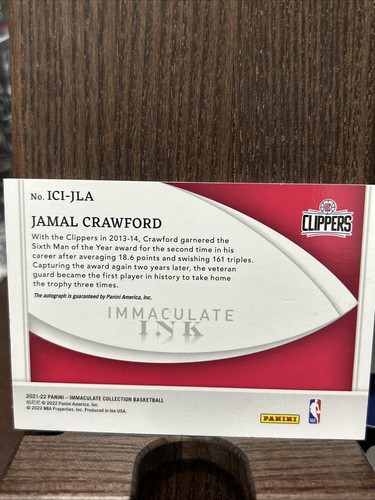 No. ICI-JLA
JAMAL CRAWFORD
CLIPPERS
With the Clippers in 2013-14, Crawford garnered the
Sixth Man of the Year award for the second time in his
career after averaging 18.6 points and swishing 161 triples.
Capturing the award again two years later, the veteran
guard became the first player in history to take home
the trophy three times.
The autograph is guaranteed by Panini America, Inc.
IMMACULATE
INK
2021-22 PANINI – IMMACULATE COLLECTION BASKETBALL
© 2022 Panini America, Inc.
© 2022 NBA Properties, Inc. Produced in the USA.
PANINI